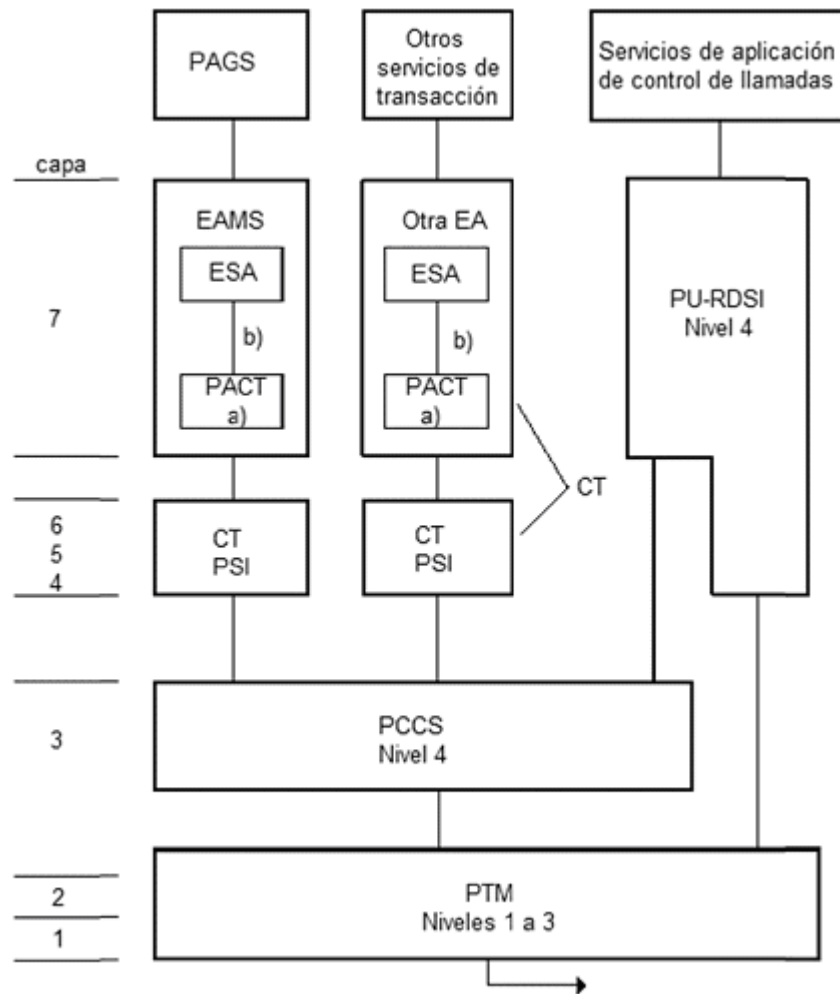 PAGS
Otros
servicios de
transacción
Servicios de aplicación
de control de llamadas
capa
7
EAMS
ESA
b)
PACT
a)
Otra EA
ESA
b)
PACT
a)
PU-RDSI
Nivel 4
CT
6
5
4
CT
PSI
CT
PSI
3
PCCS
Nivel 4
2
1
PTM
Niveles 1 a 3